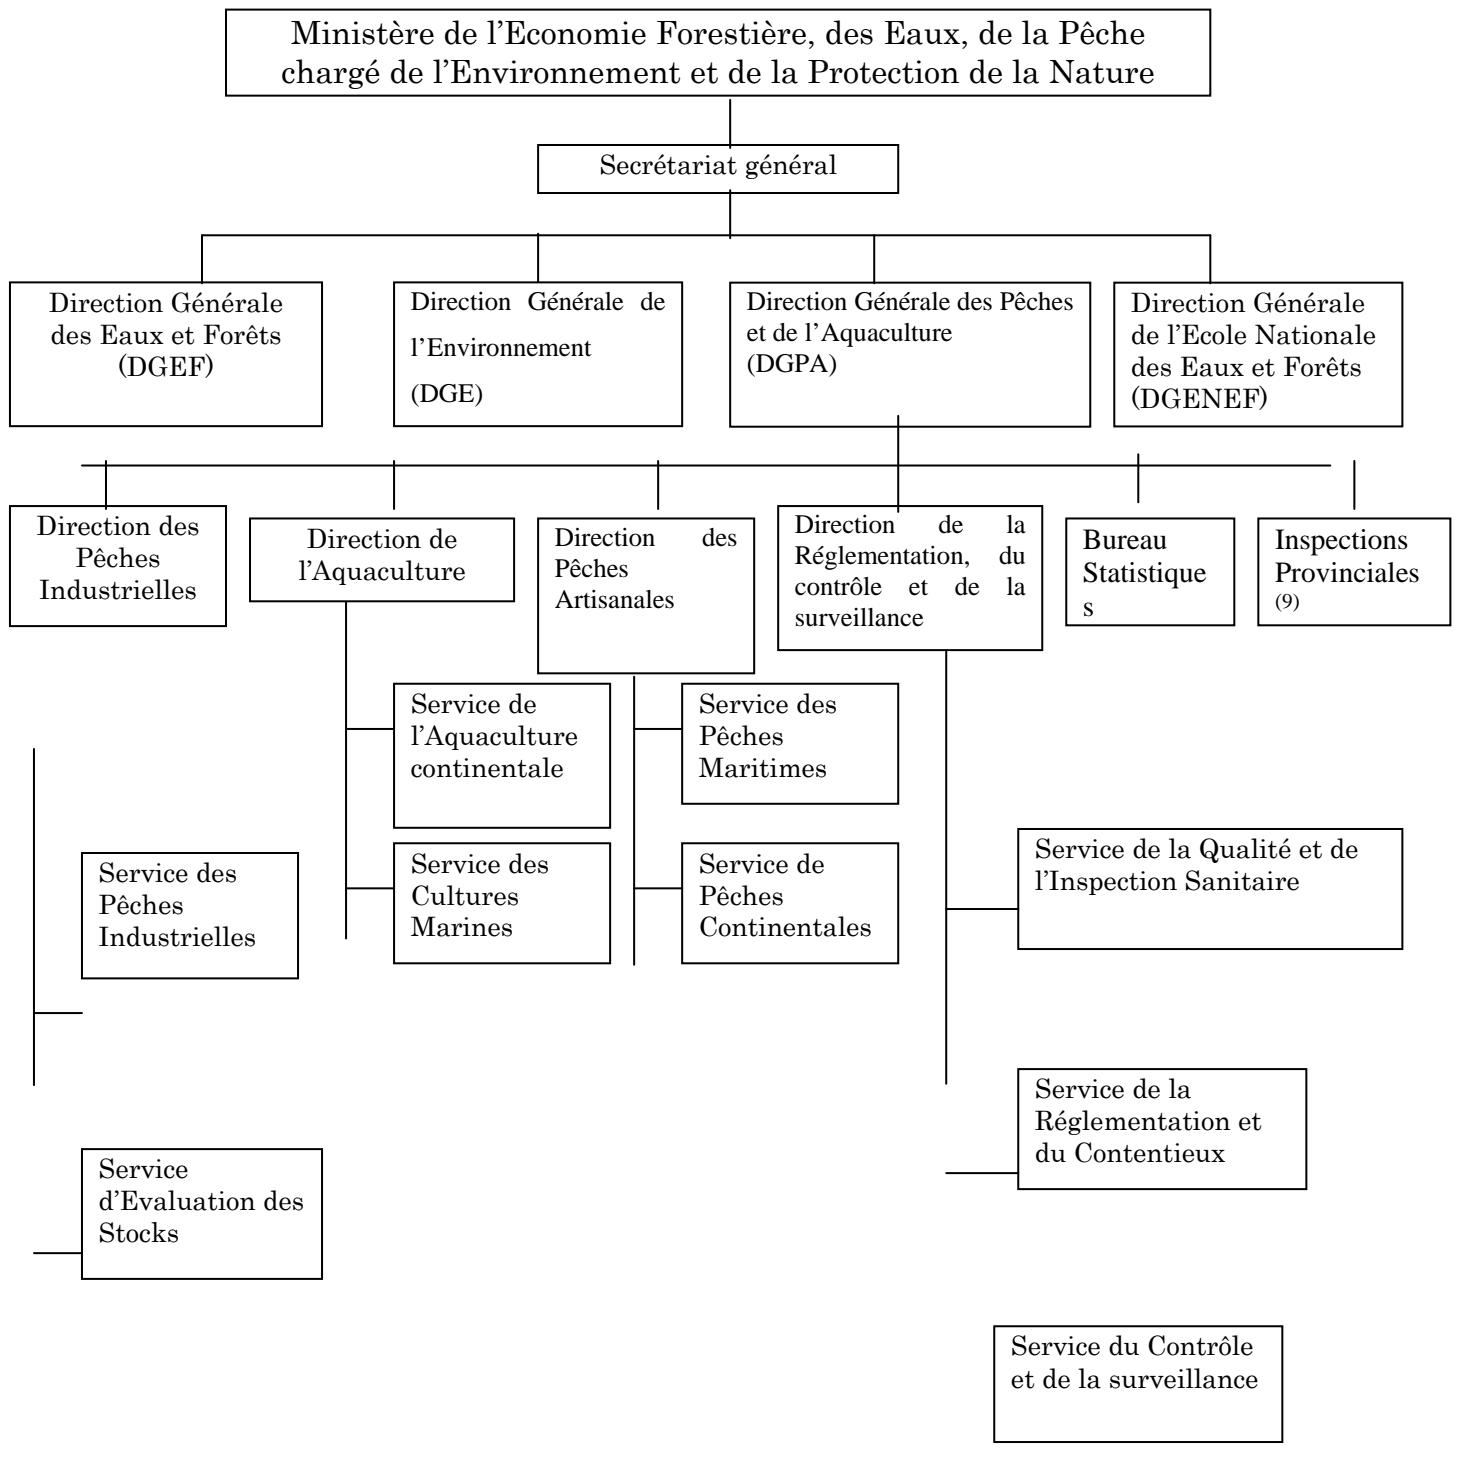 Ministère de l’Economie Forestière, des Eaux, de la Pêche
chargé de l’Environnement et de la Protection de la Nature
Secrétariat général
Direction Générale
des Eaux et Forêts
(DGEF)
Direction Générale de
l’Environnement
(DGE)
Direction Générale des Pêches
et de l’Aquaculture
(DGPA)
Direction Générale
de l’Ecole Nationale
des Eaux et Forêts
(DGENEF)
Direction des
Pêches
Industrielles
Direction de
l’Aquaculture
Direction des
Pêches
Artisanales
Direction de la
Réglementation, du
contrôle et de la
surveillance
Bureau
Statistique
s
Inspections
Provinciales
(9)
Service des
Pêches
Industrielles
Service
d’Evaluation des
Stocks
Service de
l’Aquaculture
continentale
Service des
Cultures
Marines
Service des
Pêches
Maritimes
Service de
Pêches
Continentales
Service de la Qualité et de
l’Inspection Sanitaire
Service de la
Réglementation et
du Contentieux
Service du Contrôle
et de la surveillance